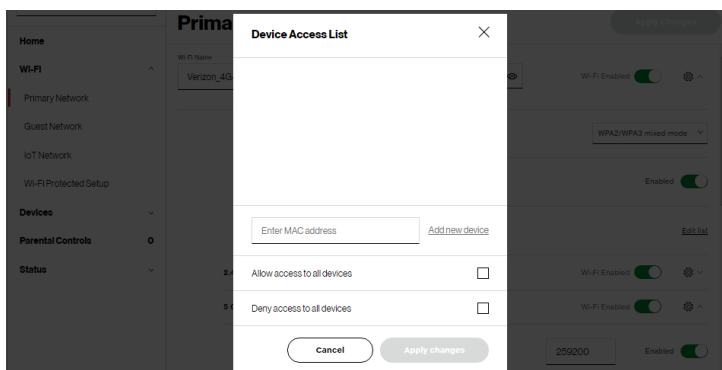 Prima
Apply Changes
Device Access List
Home
Wi-Fi
Wi-Fi Name
Verizon_4G
Wi-Fi Enabled
Primary Network
Guest Network
WPA2/WPA3 mixed mode
IoT Network
Wi-Fi Protected Setup
Enabled
Devices
Enter MAC address
Add new device
Parental Controls
0
Edit list
Status
2.4
Allow access to all devices
Wi-Fi Enabled
5 G
Deny access to all devices
Wi-Fi Enabled
Cancel
Apply changes
259200
Enabled